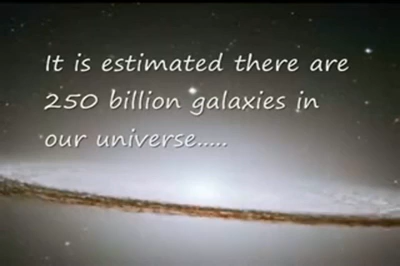 It is estimated there are
250 billion galaxies in
our universe.....